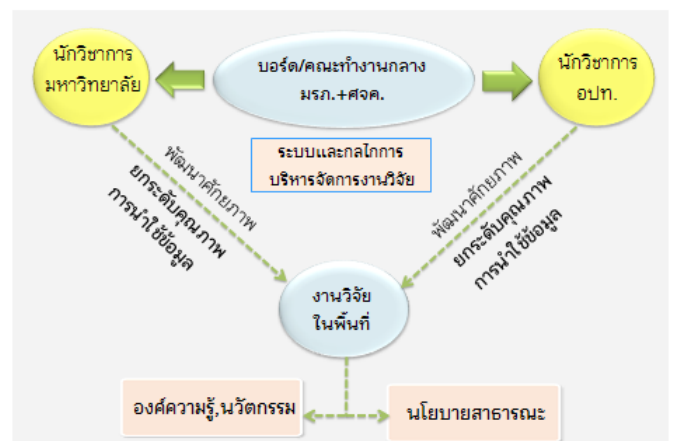 นักวิชาการ
มหาวิทยาลัย
บอร์ด/คณะทำงานกลาง
มรภ.+ศจค.
นักวิชาการ
อปท.
ระบบและกลไกการ
บริหารจัดการงานวิจัย
พัฒนาศักยภาพ
ยกระดับคุณภาพ
การนำใช้ข้อมูล
พัฒนาศักยภาพ
ยกระดับคุณภาพ
การนำใช้ข้อมูล
งานวิจัย
ในพื้นที่
องค์ความรู้,นวัตกรรม
นโยบายสาธารณะ